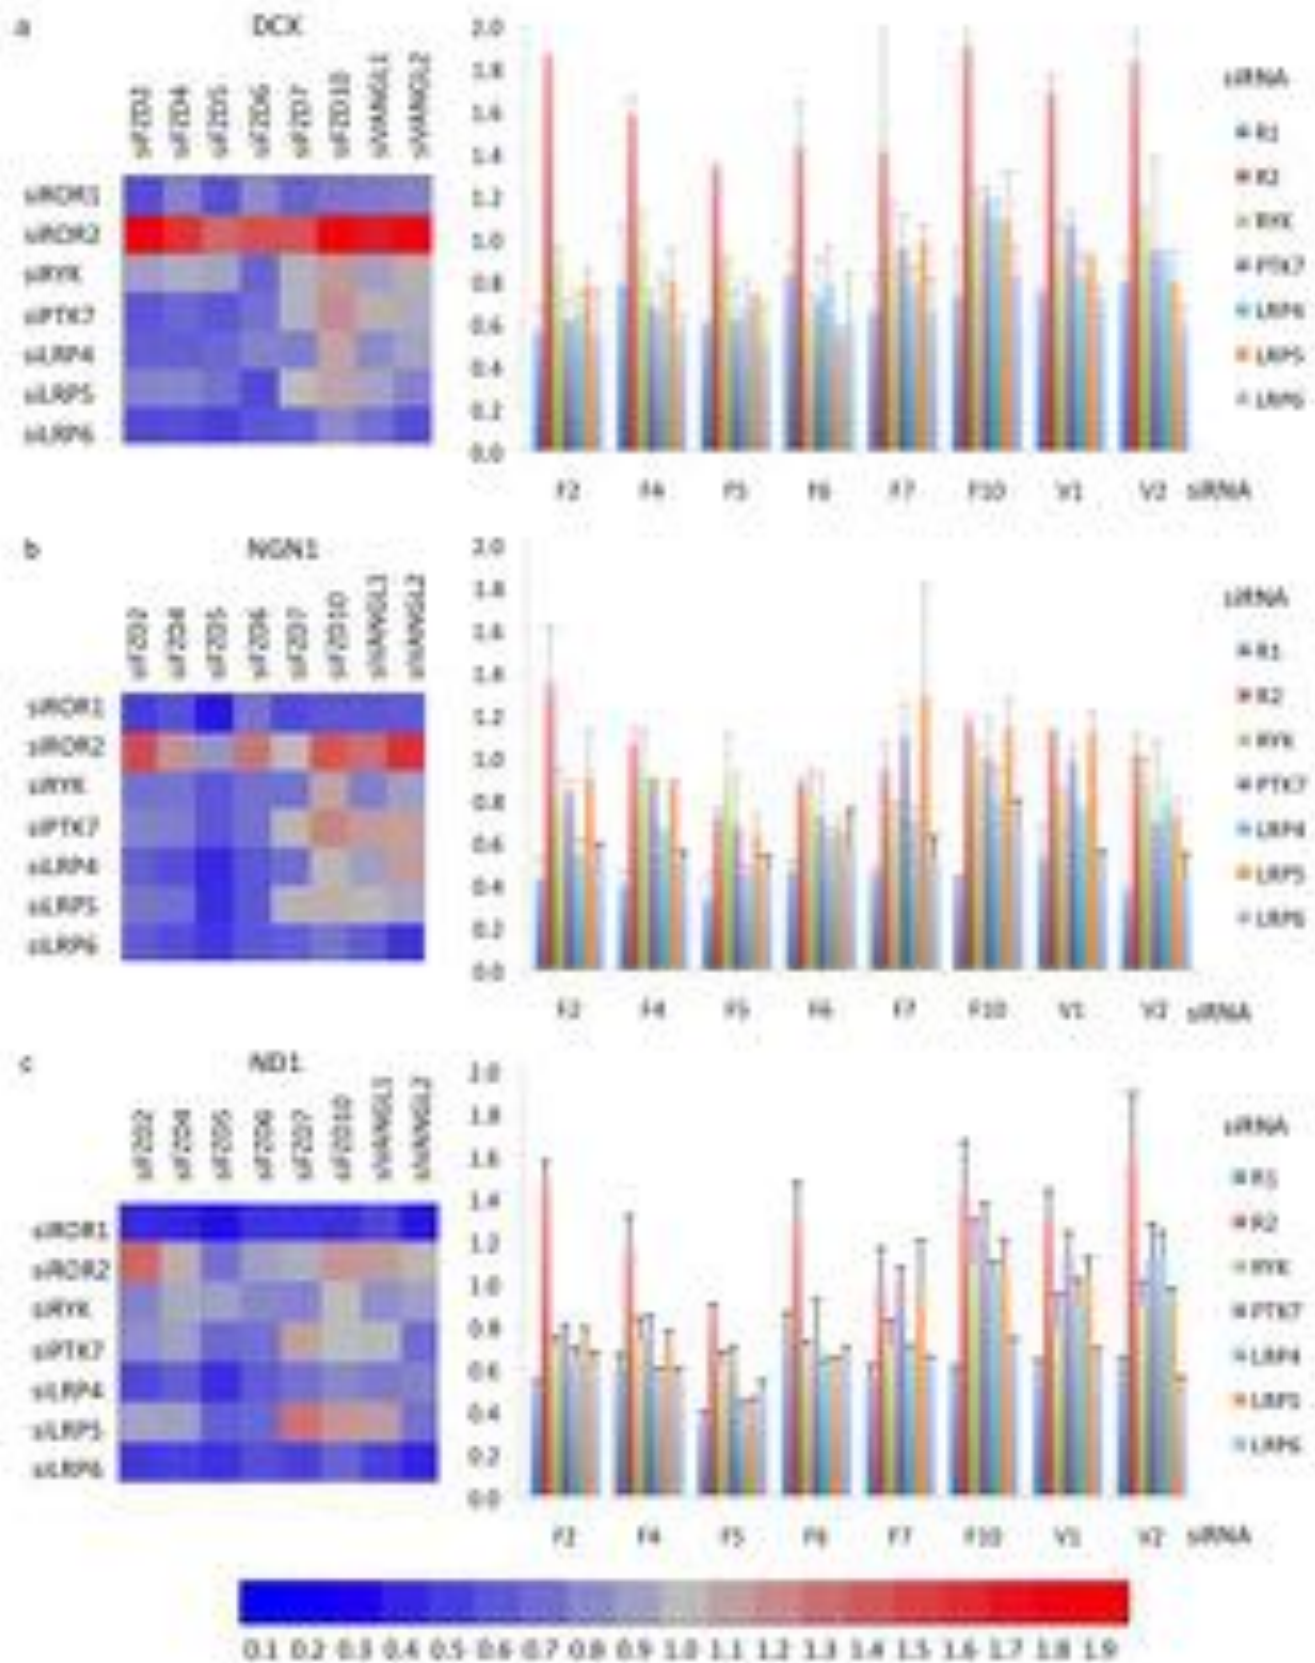 a
DCX
siFZD2 siFZD4 siFZD5 siFZD6 siFZD7 siFZD10 siVANGL1 siVANGL2
siROR1
siROR2
siRYK
siPTK7
siLRP4
siLRP5
siLRP6
2.0
1.8
1.6
1.4
1.2
1.0
0.8
0.6
0.4
0.2
0.0
F2 F4 F5 F6 F7 F10 V1 V2 siRNA
siRNA
R1
R2
RYK
PTK7
LRP4
LRP5
LRP6
b
NGN1
siFZD2 siFZD4 siFZD5 siFZD6 siFZD7 siFZD10 siVANGL1 siVANGL2
siROR1
siROR2
siRYK
siPTK7
siLRP4
siLRP5
siLRP6
2.0
1.8
1.6
1.4
1.2
1.0
0.8
0.6
0.4
0.2
0.0
F2 F4 F5 F6 F7 F10 V1 V2 siRNA
siRNA
R1
R2
RYK
PTK7
LRP4
LRP5
LRP6
c
ND1
siFZD2 siFZD4 siFZD5 siFZD6 siFZD7 siFZD10 siVANGL1 siVANGL2
siROR1
siROR2
siRYK
siPTK7
siLRP4
siLRP5
siLRP6
2.0
1.8
1.6
1.4
1.2
1.0
0.8
0.6
0.4
0.2
0.0
F2 F4 F5 F6 F7 F10 V1 V2 siRNA
siRNA
R1
R2
RYK
PTK7
LRP4
LRP5
LRP6
0.1 0.2 0.3 0.4 0.5 0.6 0.7 0.8 0.9 1.0 1.1 1.2 1.3 1.4 1.5 1.6 1.7 1.8 1.9